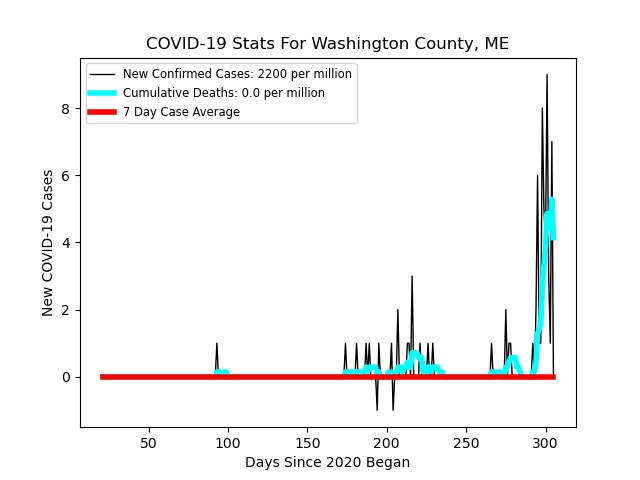 COVID-19 Stats For Washington County, ME
New Confirmed Cases: 2200 per million
Cumulative Deaths: 0.0 per million
7 Day Case Average
New COVID-19 Cases
8
6
4
2
0
50 100 150 200 250 300
Days Since 2020 Began